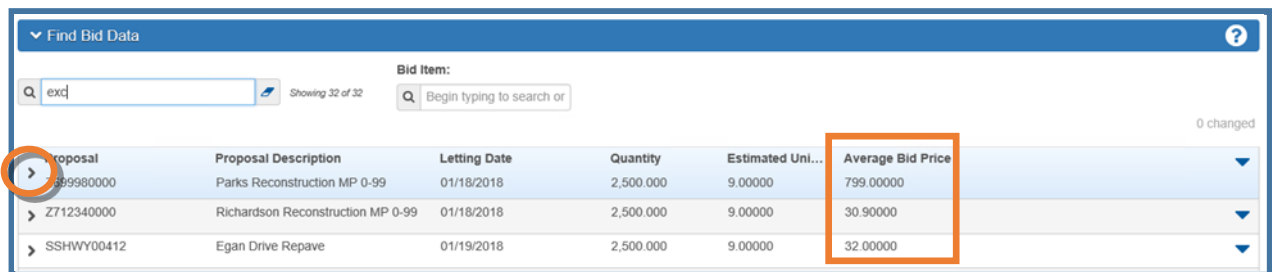 Find Bid Data
Bid Item:
exc Showing 32 of 32 Begin typing to search or
0 changed
Proposal Proposal Description Letting Date Quantity Estimated Uni... Average Bid Price
Parks Reconstruction MP 0-99 01/18/2018 2,500.000 9.00000 799.00000
Z712340000 Richardson Reconstruction MP 0-99 01/18/2018 2,500.000 9.00000 30.90000
SSHWY00412 Egan Drive Repave 01/19/2018 2,500.000 9.00000 32.00000